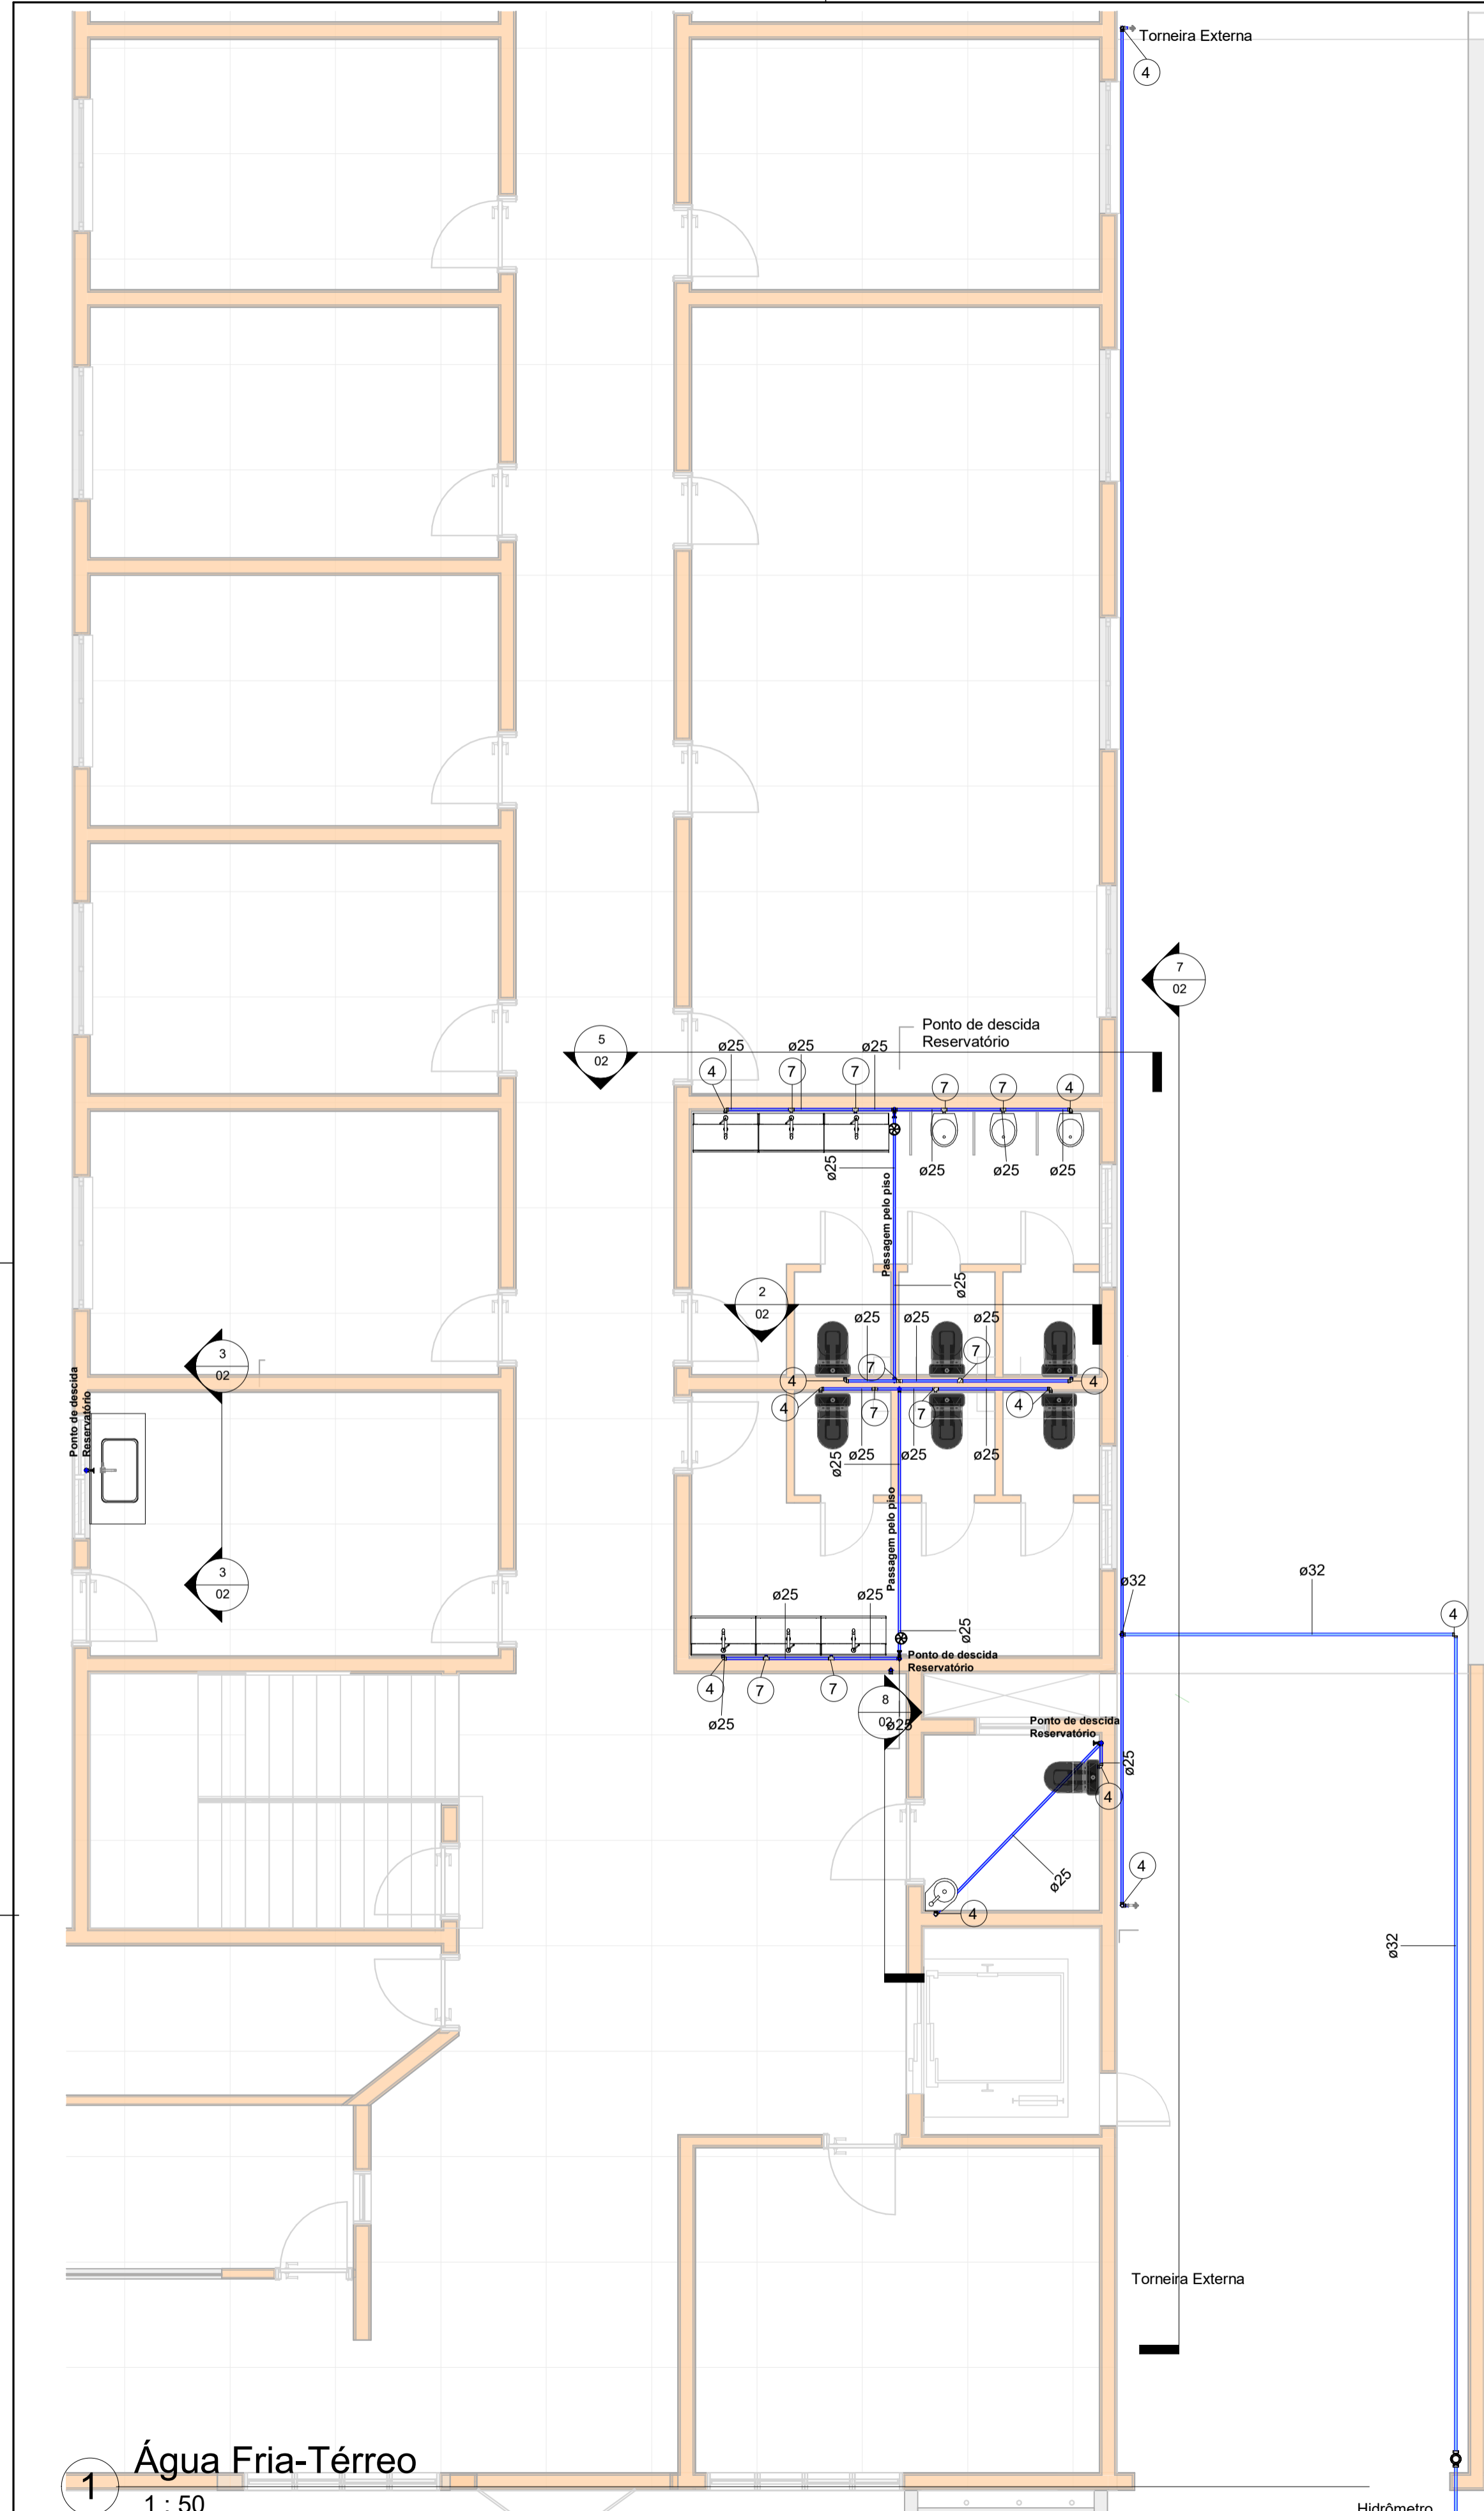 Torneira Externa
4
7
02
Ponto de descida
Reservatório
5
02
ø25
ø25
ø25
4
7
7
7
7
4
ø25
ø25
ø25
ø25
Passagem pelo piso
ø25
2
02
ø25
ø25
ø25
7
7
4
4
3
02
4
7
7
4
Ponto de descida
Reservatório
ø25
ø25
ø25
ø25
Passagem pelo piso
3
02
ø32
ø32
4
ø25
ø25
ø25
Ponto de descida
Reservatório
4
7
7
8
02
ø25
ø25
Ponto de descida
Reservatório
ø25
4
4
ø25
4
ø32
Torneira Externa
1
Água Fria-Térreo
1 : 50
Hidrômetro